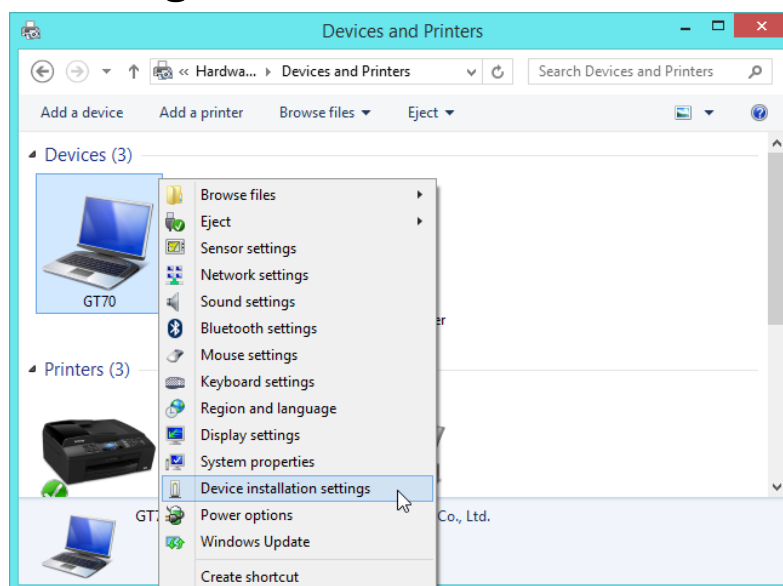 Devices and Printers
« Hardwa... ▸ Devices and Printers
Search Devices and Printers
Add a device Add a printer Browse files Eject
Devices (3)
GT70
Browse files
Eject
Sensor settings
Network settings
Sound settings
Bluetooth settings
Mouse settings
Keyboard settings
Region and language
Display settings
System properties
Device installation settings
Power options
Windows Update
Create shortcut
Printers (3)
Co., Ltd.